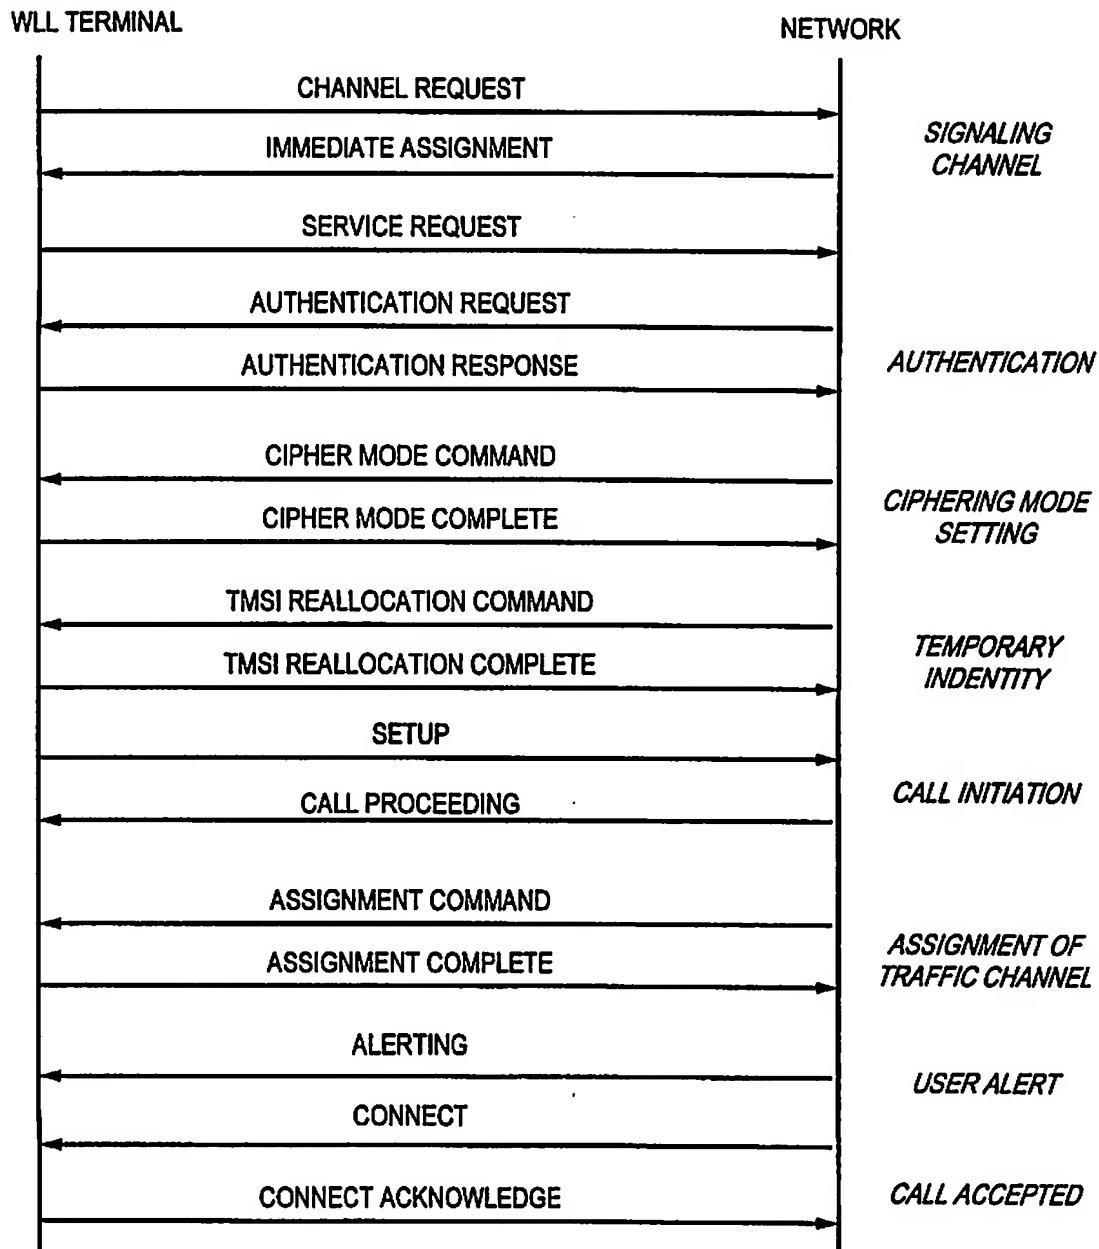 WLL TERMINAL
NETWORK
CHANNEL REQUEST
SIGNALING
CHANNEL
IMMEDIATE ASSIGNMENT
SERVICE REQUEST
AUTHENTICATION REQUEST
AUTHENTICATION RESPONSE
AUTHENTICATION
CIPHER MODE COMMAND
CIPHERING MODE
SETTING
CIPHER MODE COMPLETE
TMSI REALLOCATION COMMAND
TEMPORARY
INDENTITY
TMSI REALLOCATION COMPLETE
SETUP
CALL INITIATION
CALL PROCEEDING
ASSIGNMENT COMMAND
ASSIGNMENT OF
TRAFFIC CHANNEL
ASSIGNMENT COMPLETE
ALERTING
USER ALERT
CONNECT
CONNECT ACKNOWLEDGE
CALL ACCEPTED